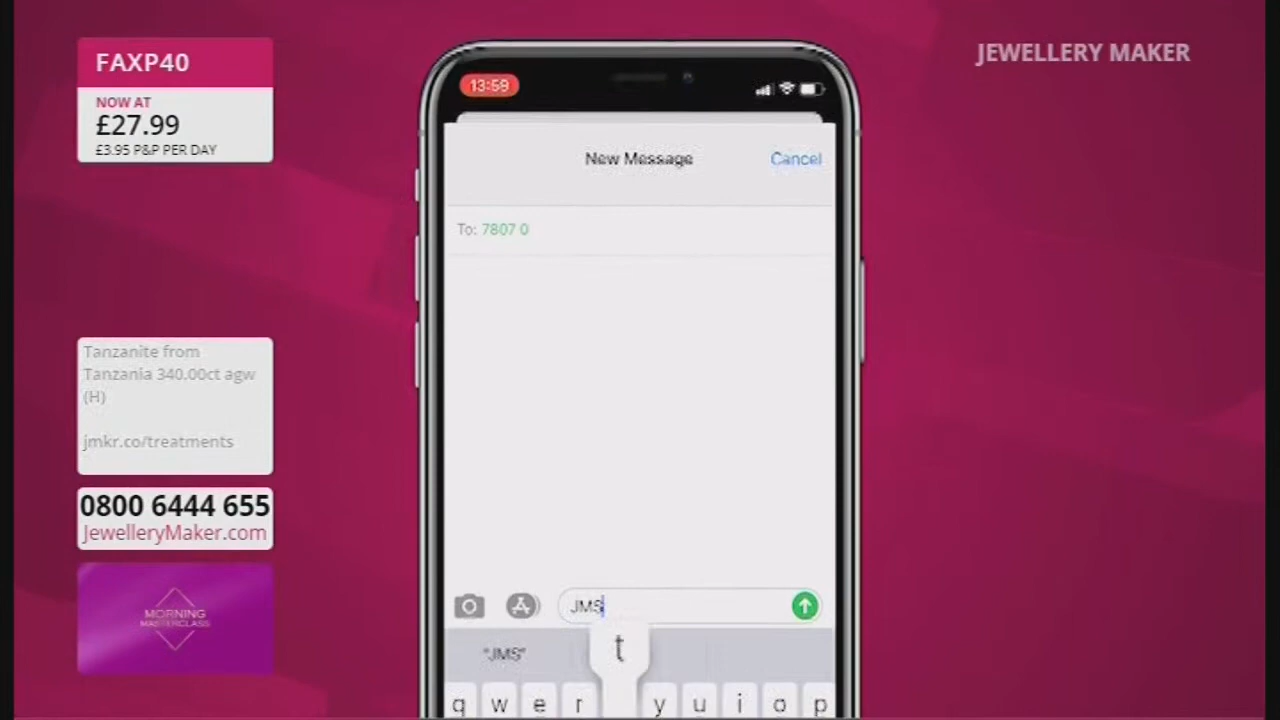 FAXP40
NOW AT
£27.99
£3.95 P&P PER DAY
Tanzanite from
Tanzania 340.00ct agw
(H)
jmkr.co/treatments
0800 6444 655
JewelleryMaker.com
MORNING
MASTERCLASS
JEWELLERY MAKER
13:59
New Message
Cancel
To: 7807 0
JMS
"JMS"
t
q w e r y u i o p